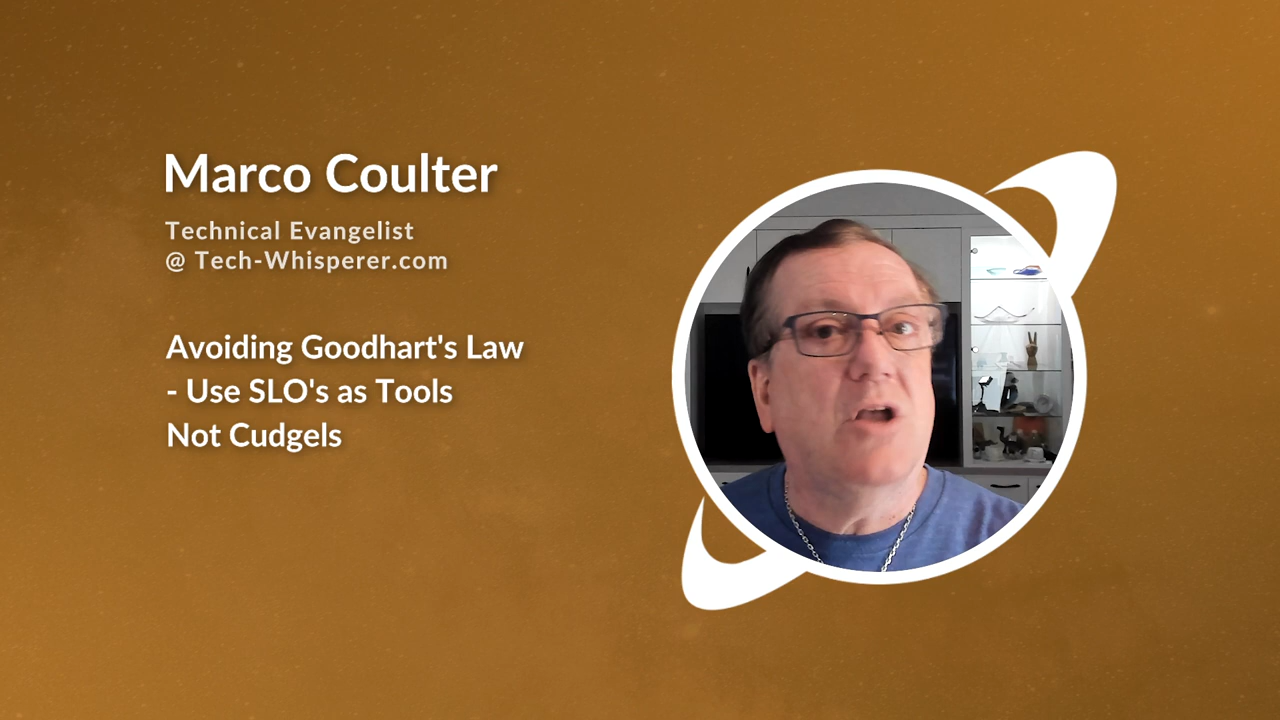 Marco Coulter
Technical Evangelist
@ Tech-Whisperer.com
Avoiding Goodhart's Law
- Use SLO's as Tools
Not Cudgels